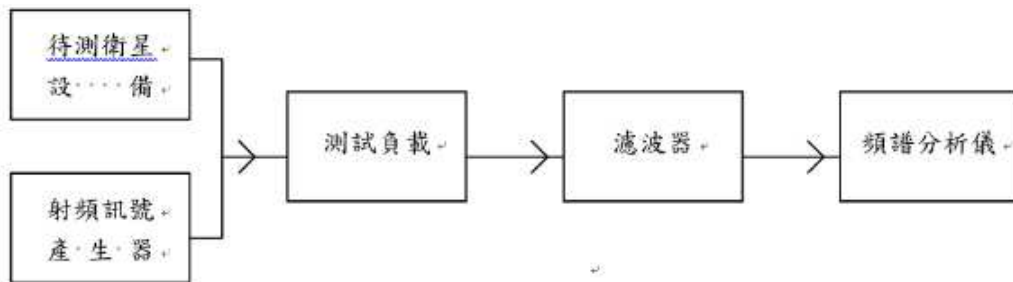 待測衛星
設備
射頻訊號
產生器
測試負載
濾波器
頻譜分析儀